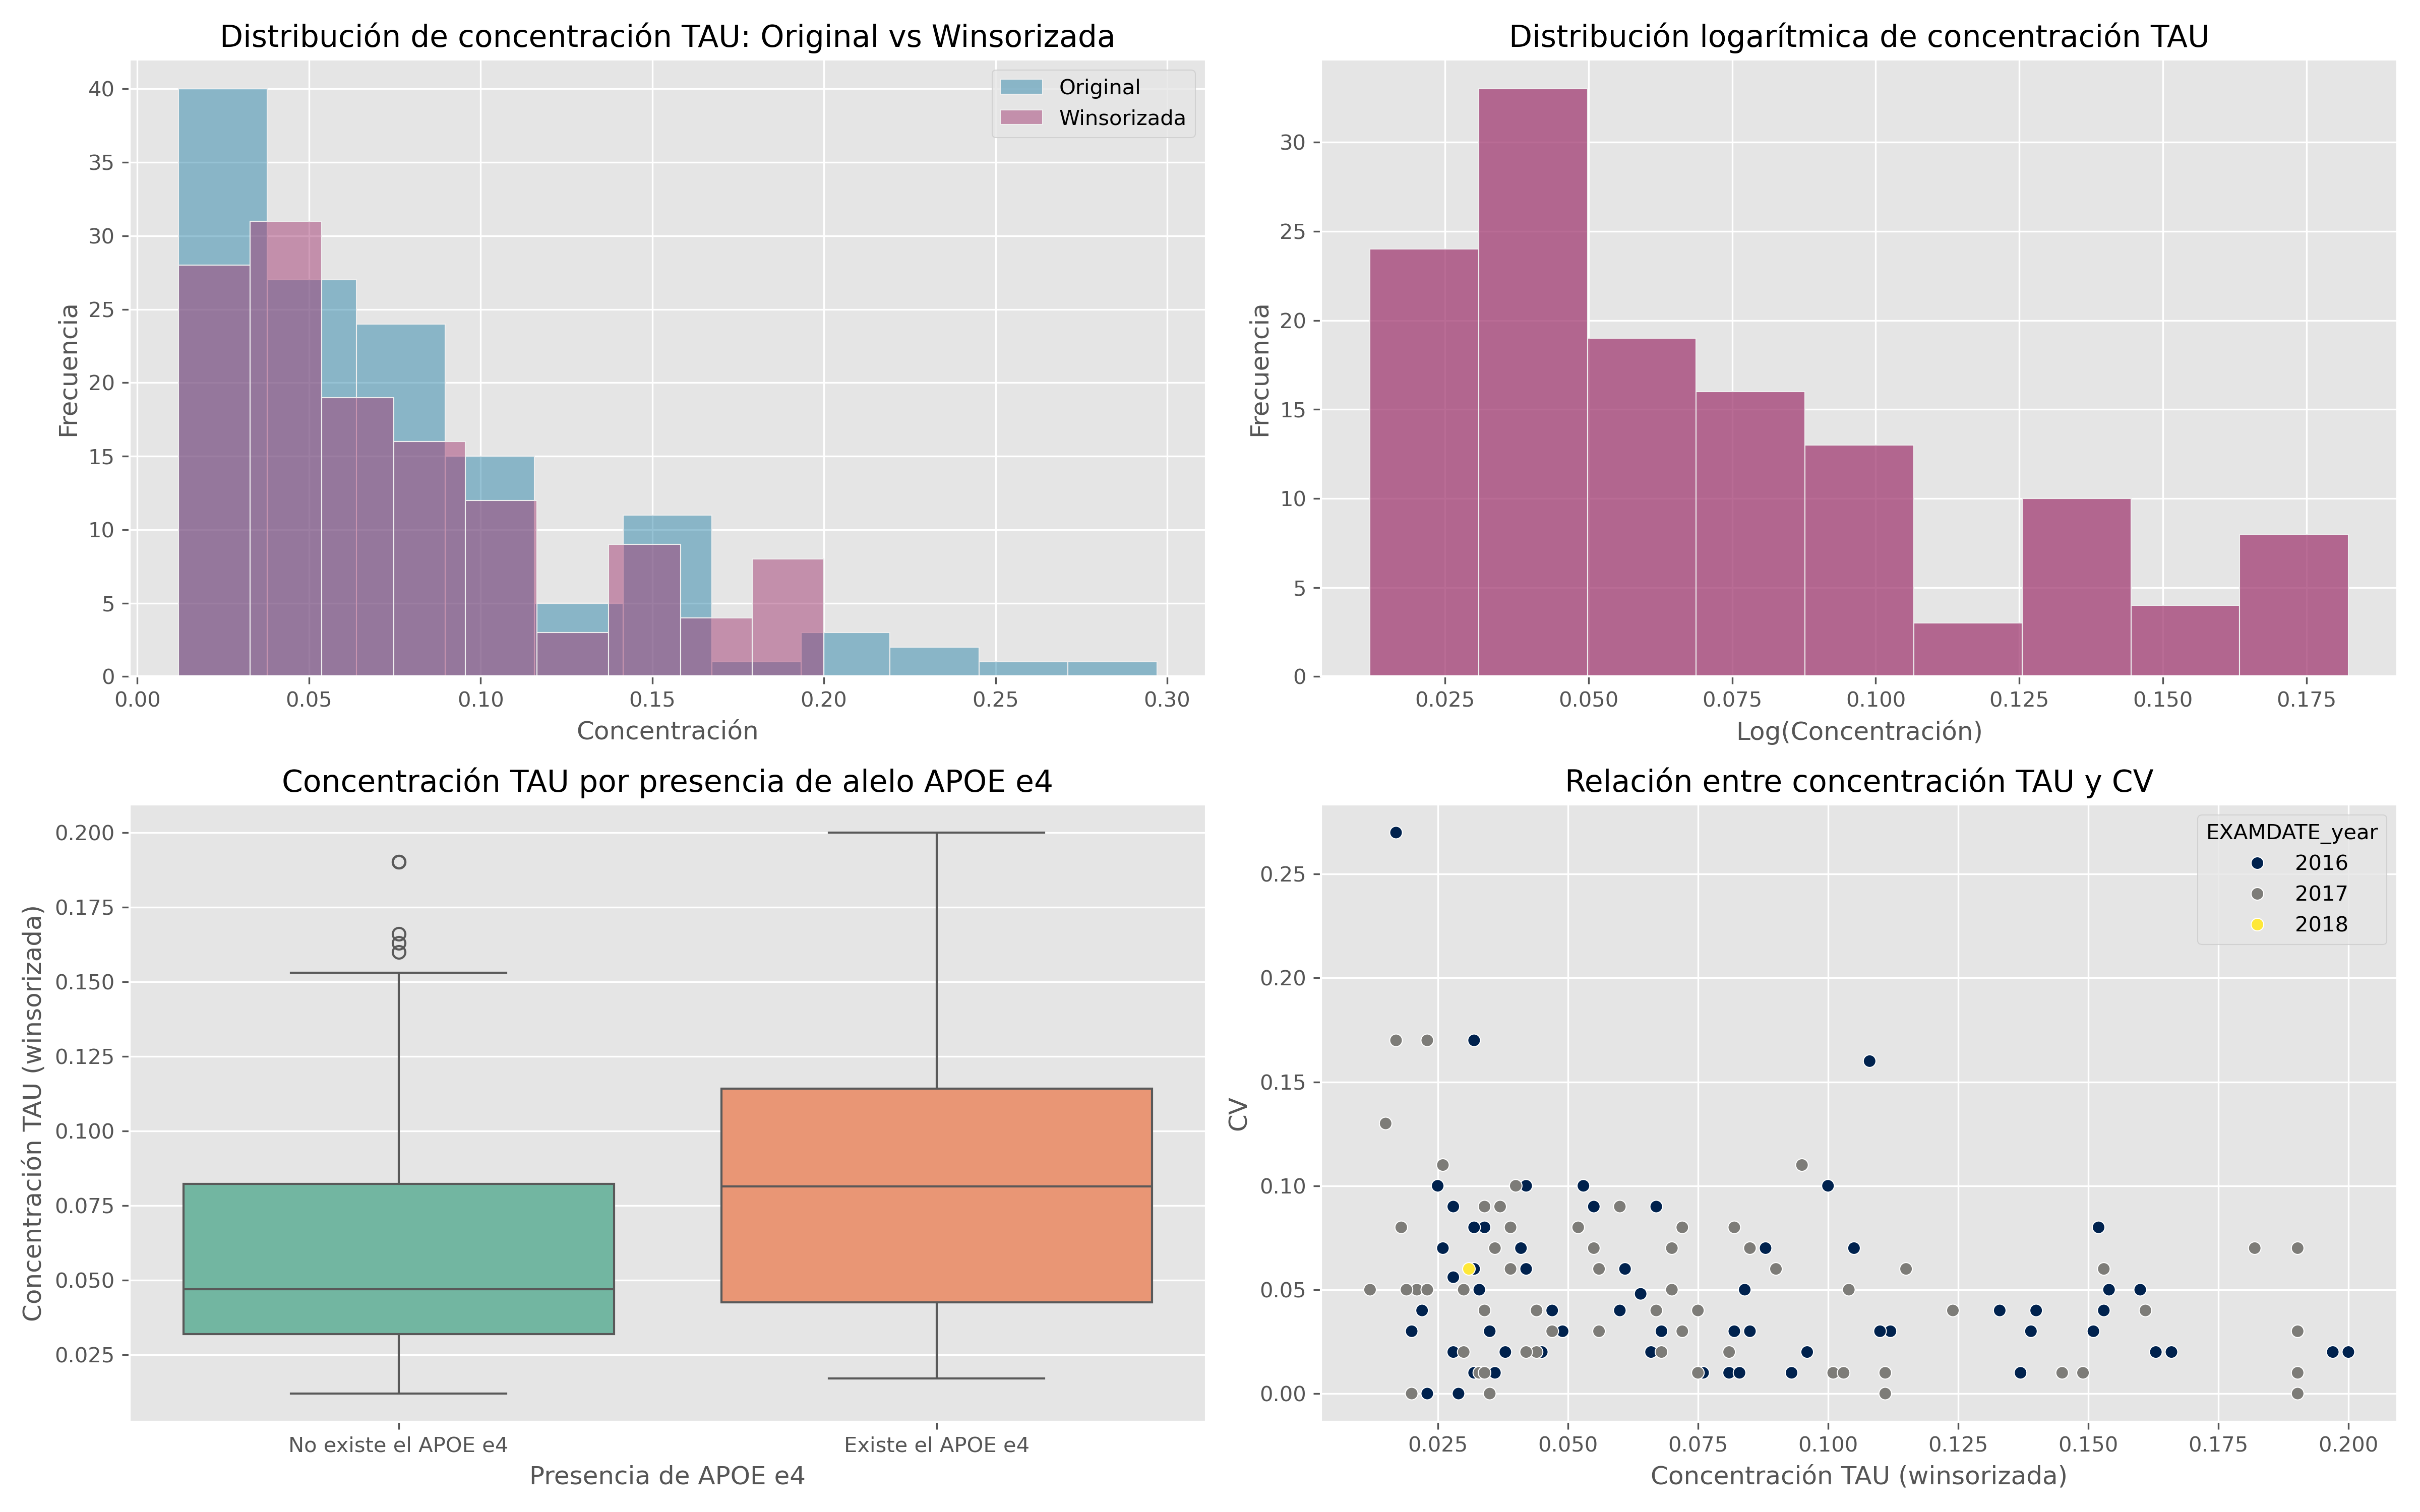 Distribución de concentración TAU: Original vs Winsorizada
Original
Winsorizada
Frecuencia
40
35
30
25
20
15
10
5
0
0.00 0.05 0.10 0.15 0.20 0.25 0.30
Concentración
Distribución logarítmica de concentración TAU
Frecuencia
30
25
20
15
10
5
0
0.025 0.050 0.075 0.100 0.125 0.150 0.175
Log(Concentración)
Concentración TAU por presencia de alelo APOE e4
Concentración TAU (winsorizada)
0.200
0.175
0.150
0.125
0.100
0.075
0.050
0.025
No existe el APOE e4 Existe el APOE e4
Presencia de APOE e4
Relación entre concentración TAU y CV
EXAMDATE_year
2016
2017
2018
CV
0.25
0.20
0.15
0.10
0.05
0.00
0.025 0.050 0.075 0.100 0.125 0.150 0.175 0.200
Concentración TAU (winsorizada)